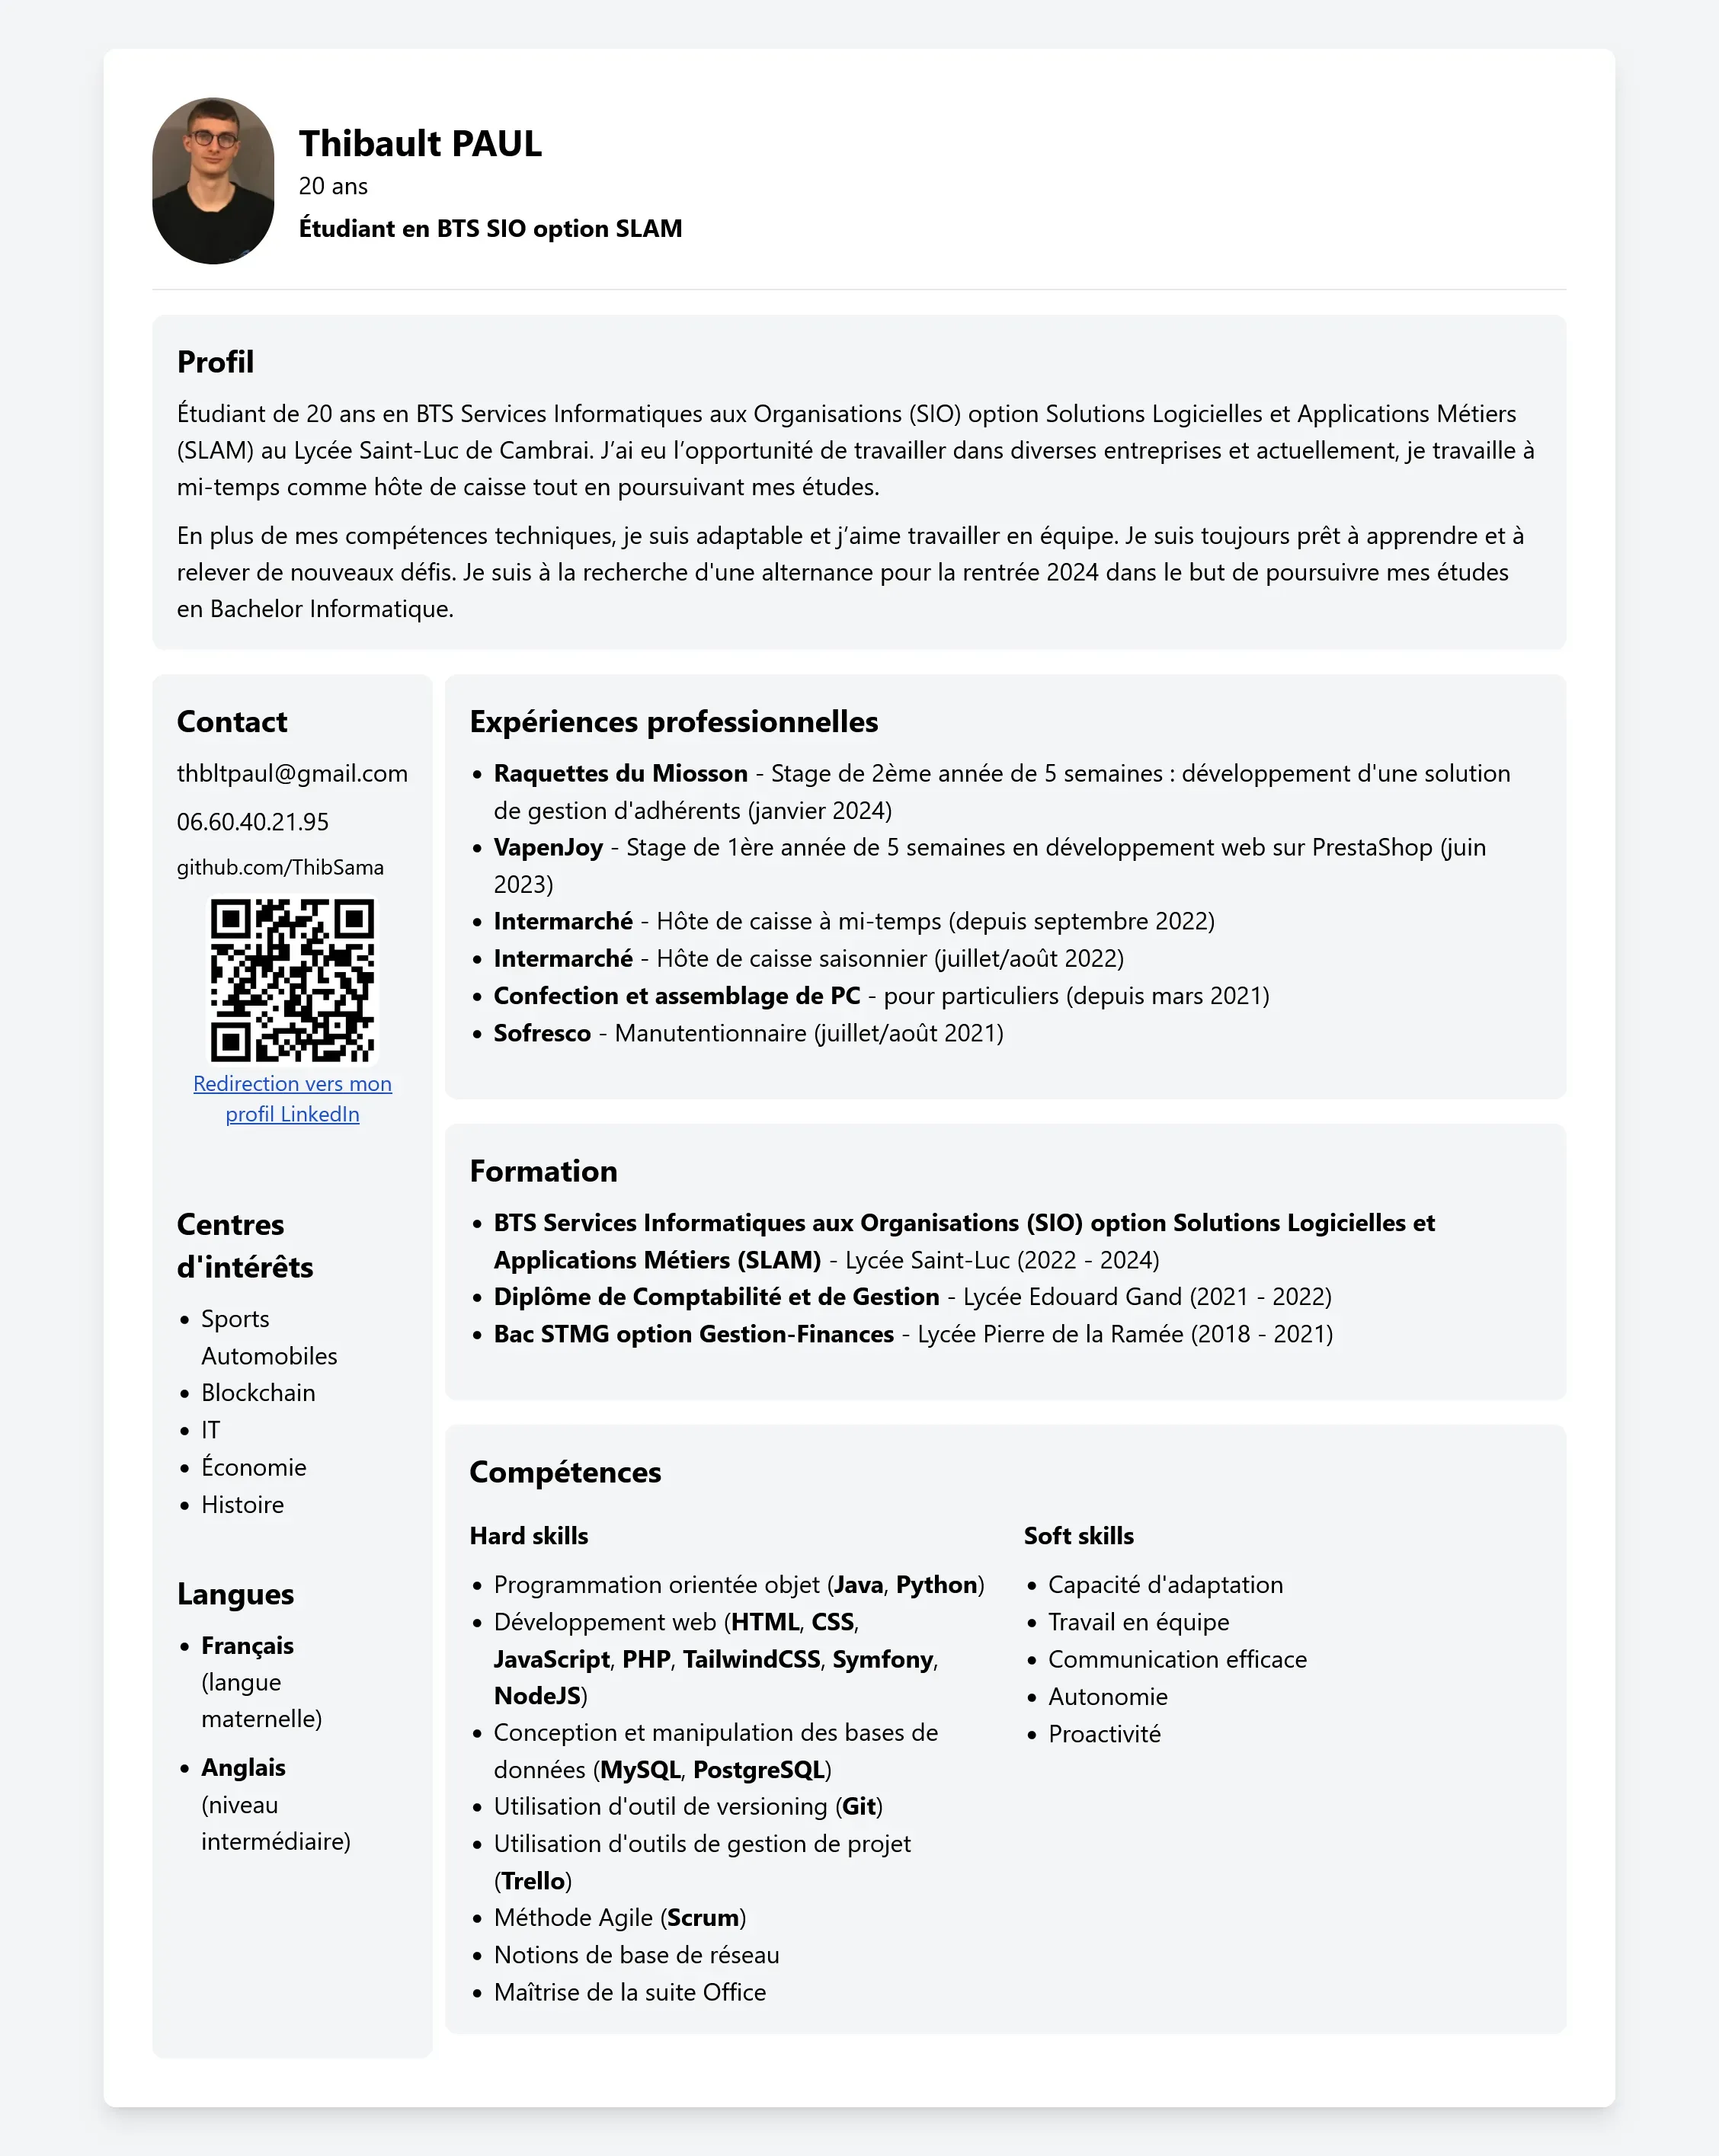 Thibault PAUL
20 ans
Étudiant en BTS SIO option SLAM
Profil
Étudiant de 20 ans en BTS Services Informatiques aux Organisations (SIO) option Solutions Logicielles et Applications Métiers
(SLAM) au Lycée Saint-Luc de Cambrai. J’ai eu l’opportunité de travailler dans diverses entreprises et actuellement, je travaille à
mi-temps comme hôte de caisse tout en poursuivant mes études.
En plus de mes compétences techniques, je suis adaptable et j’aime travailler en équipe. Je suis toujours prêt à apprendre et à
relever de nouveaux défis. Je suis à la recherche d'une alternance pour la rentrée 2024 dans le but de poursuivre mes études
en Bachelor Informatique.
Contact
thbltpaul@gmail.com
06.60.40.21.95
github.com/ThibSama
Redirection vers mon
profil LinkedIn
Centres
d'intérêts
• Sports
Automobiles
• Blockchain
• IT
• Économie
• Histoire
Langues
• Français
(langue
maternelle)
• Anglais
(niveau
intermédiaire)
Expériences professionnelles
• Raquettes du Miosson - Stage de 2ème année de 5 semaines : développement d'une solution
de gestion d'adhérents (janvier 2024)
• VapenJoy - Stage de 1ère année de 5 semaines en développement web sur PrestaShop (juin
2023)
• Intermarché - Hôte de caisse à mi-temps (depuis septembre 2022)
• Intermarché - Hôte de caisse saisonnier (juillet/août 2022)
• Confection et assemblage de PC - pour particuliers (depuis mars 2021)
• Sofresco - Manutentionnaire (juillet/août 2021)
Formation
• BTS Services Informatiques aux Organisations (SIO) option Solutions Logicielles et
Applications Métiers (SLAM) - Lycée Saint-Luc (2022 - 2024)
• Diplôme de Comptabilité et de Gestion - Lycée Edouard Gand (2021 - 2022)
• Bac STMG option Gestion-Finances - Lycée Pierre de la Ramée (2018 - 2021)
Compétences
Hard skills
• Programmation orientée objet (Java, Python)
• Développement web (HTML, CSS,
JavaScript, PHP, TailwindCSS, Symfony,
NodeJS)
• Conception et manipulation des bases de
données (MySQL, PostgreSQL)
• Utilisation d'outil de versioning (Git)
• Utilisation d'outils de gestion de projet
(Trello)
• Méthode Agile (Scrum)
• Notions de base de réseau
• Maîtrise de la suite Office
Soft skills
• Capacité d'adaptation
• Travail en équipe
• Communication efficace
• Autonomie
• Proactivité